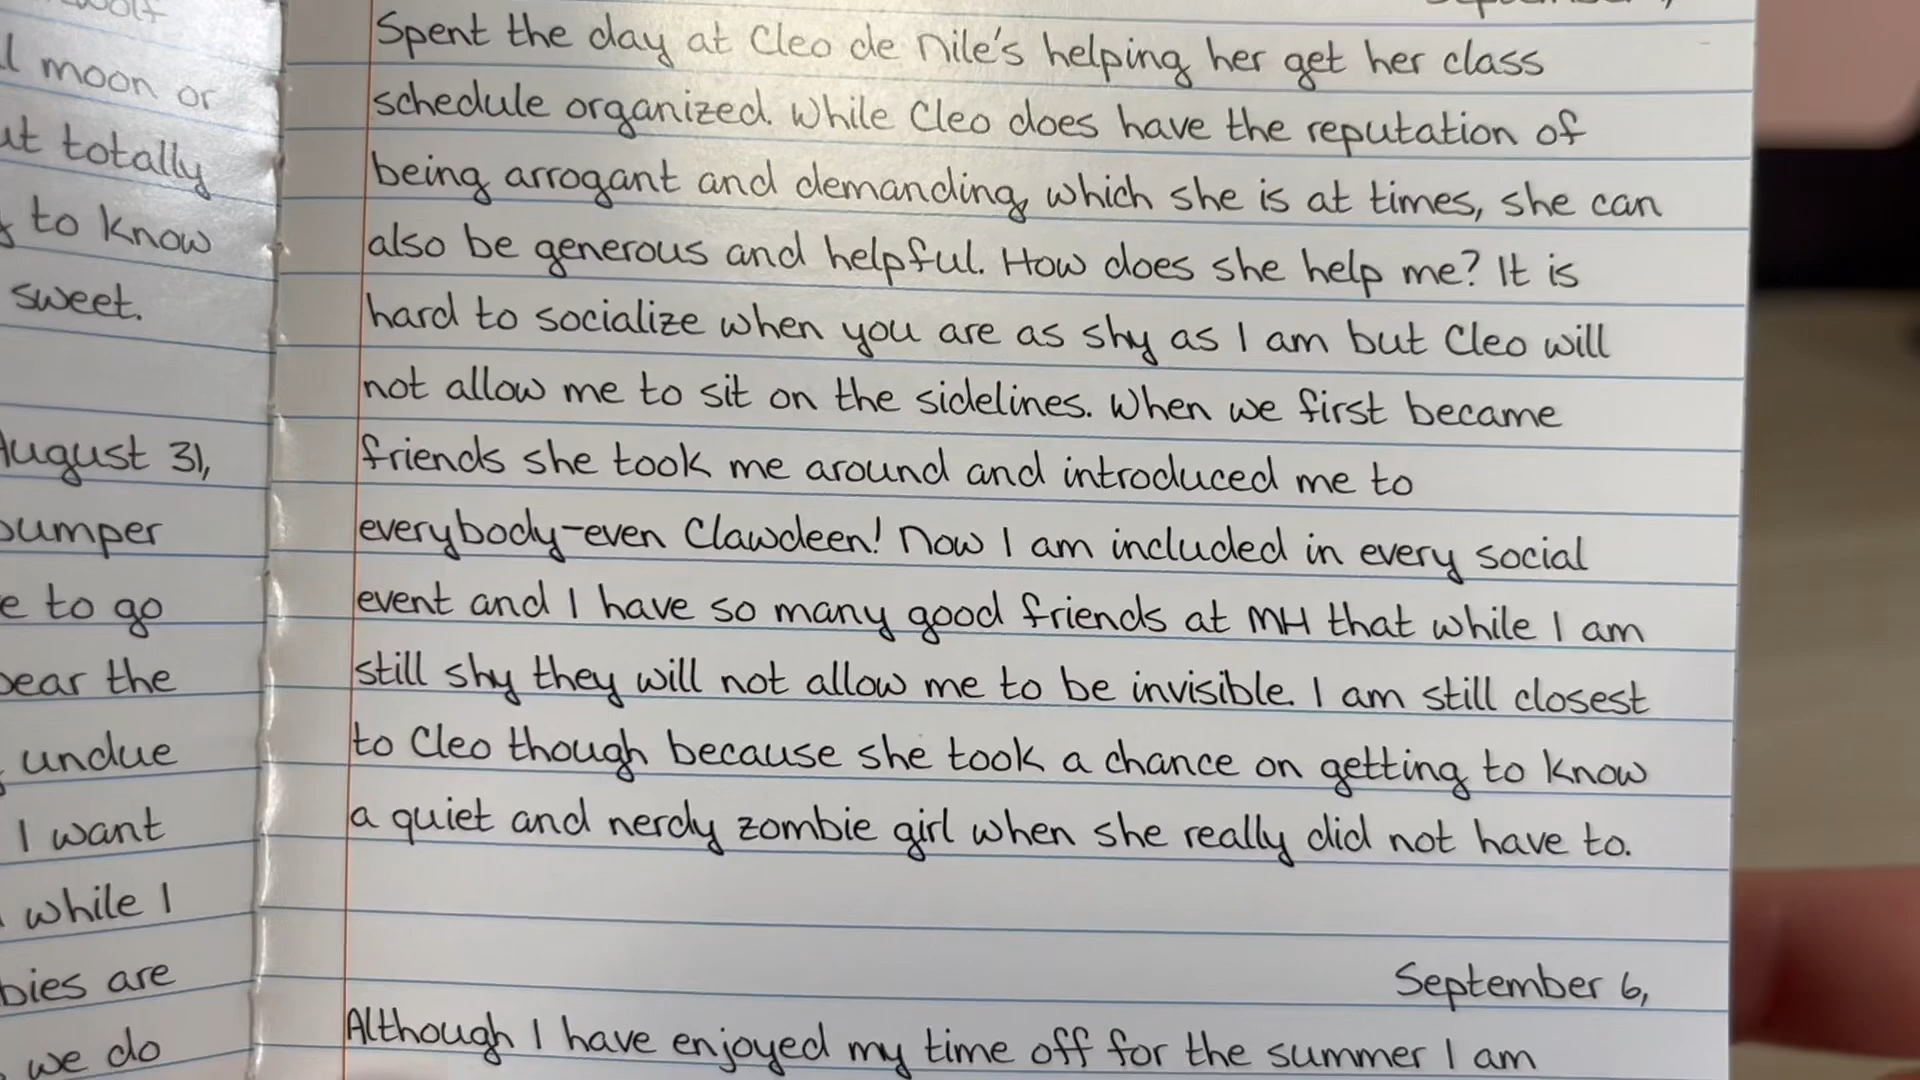 l moon or
totally
to know
sweet.
August 31,
bumper
to go
bear the
undue
I want
while I
are
we do
Spent the day at Cleo de Nile's helping her get her class
schedule organized. While Cleo does have the reputation of
being arrogant and demanding, which she is at times, she can
also be generous and helpful. How does she help me? It is
hard to socialize when you are as shy as I am but Cleo will
not allow me to sit on the sidelines. When we first became
friends she took me around and introduced me to
everybody-even Clawdeen! Now I am included in every social
event and I have so many good friends at MH that while I am
still shy they will not allow me to be invisible. I am still closest
to Cleo though because she took a chance on getting to know
a quiet and nerdy zombie girl when she really did not have to.
September 6,
Although I have enjoyed my time off for the summer I am